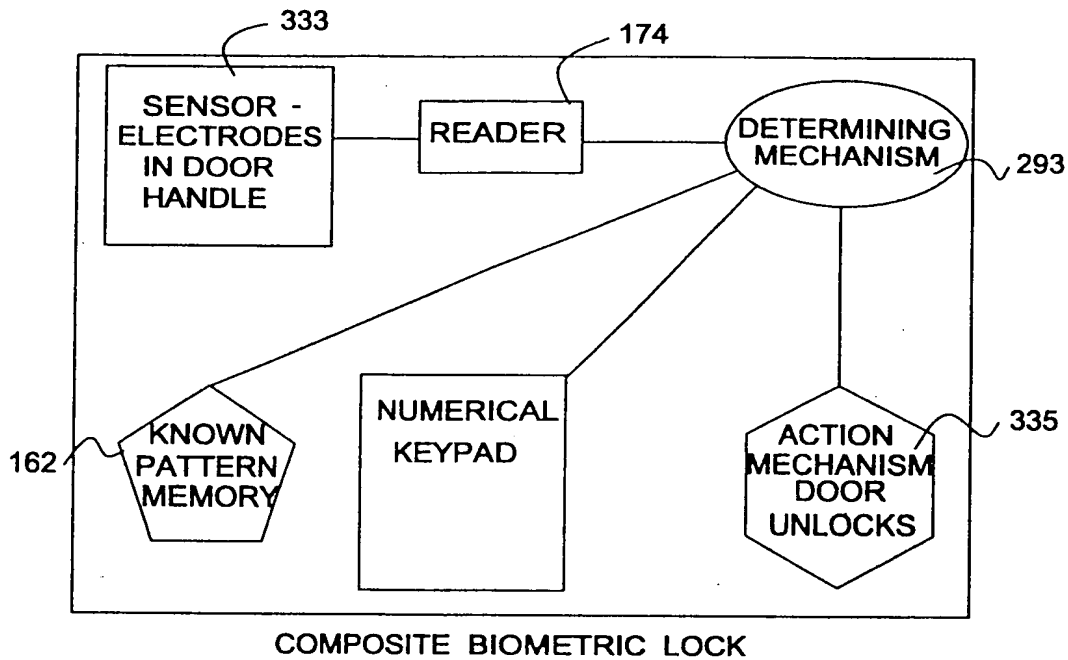 333
174
SENSOR -
ELECTRODES
IN DOOR
HANDLE
READER
DETERMINING
MECHANISM
293
162
KNOWN
PATTERN
MEMORY
NUMERICAL
KEYPAD
ACTION
MECHANISM
DOOR
UNLOCKS
335
COMPOSITE BIOMETRIC LOCK